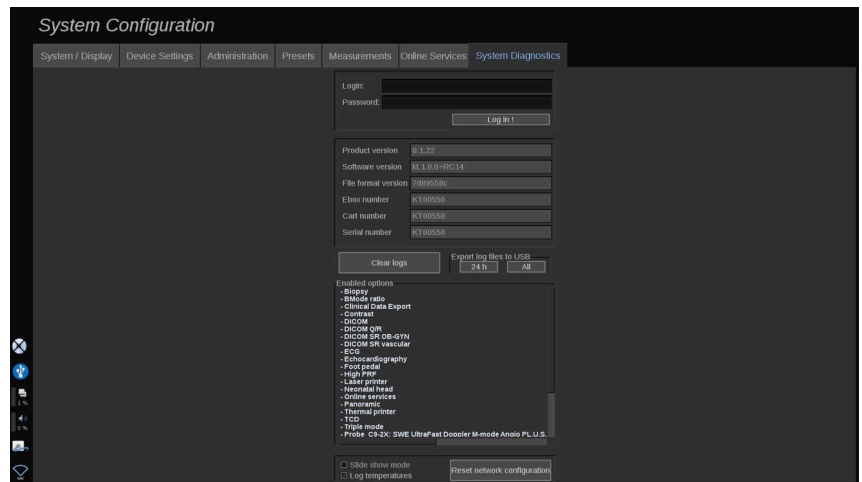 System Configuration
System / Display Device Settings Administration Presets Measurements Online Services System Diagnostics
Login:
Password:
Log in !
Product version 0.1.22
Software version kL1.0.0~RC14
File format version 7d89558c
Ebox number KT00550
Cart number KT00550
Serial number KT00550
Clear logs
Export log files to USB
24 h All
Enabled options
- Biopsy
- BMode ratio
- Clinical Data Export
- Contrast
- DICOM
- DICOM Q/R
- DICOM SR OB-GYN
- DICOM SR vascular
- ECG
- Echocardiography
- Foot pedal
- High PRF
- Laser printer
- Neonatal head
- Online services
- Panoramic
- Thermal printer
- TCD
- Triple mode
- Probe C9-2X: SWE UltraFast Doppler M-mode Angio PL.U.S.
1 %
0 %
Slide show mode
Log temperatures
Reset network configuration